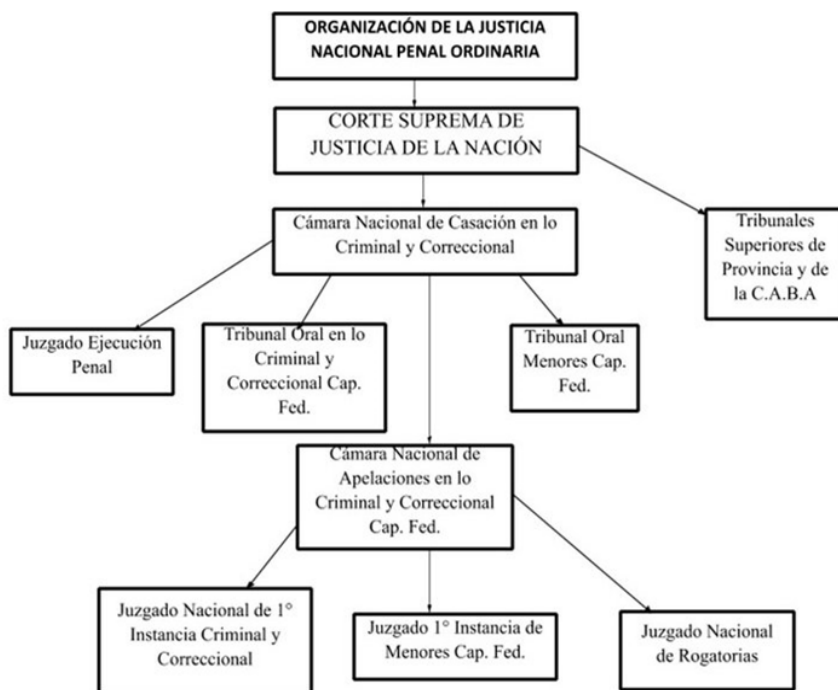 ORGANIZACIÓN DE LA JUSTICIA
NACIONAL PENAL ORDINARIA
CORTE SUPREMA DE
JUSTICIA DE LA NACIÓN
Cámara Nacional de Casación en lo
Criminal y Correccional
Tribunales
Superiores de
Provincia y de
la C.A.B.A
Juzgado Ejecución
Penal
Tribunal Oral en lo
Criminal y
Correccional Cap.
Fed.
Tribunal Oral
Menores Cap.
Fed.
Cámara Nacional de
Apelaciones en lo
Criminal y Correccional
Cap. Fed.
Juzgado Nacional de 1°
Instancia Criminal y
Correccional
Juzgado 1° Instancia de
Menores Cap. Fed.
Juzgado Nacional
de Rogatorias